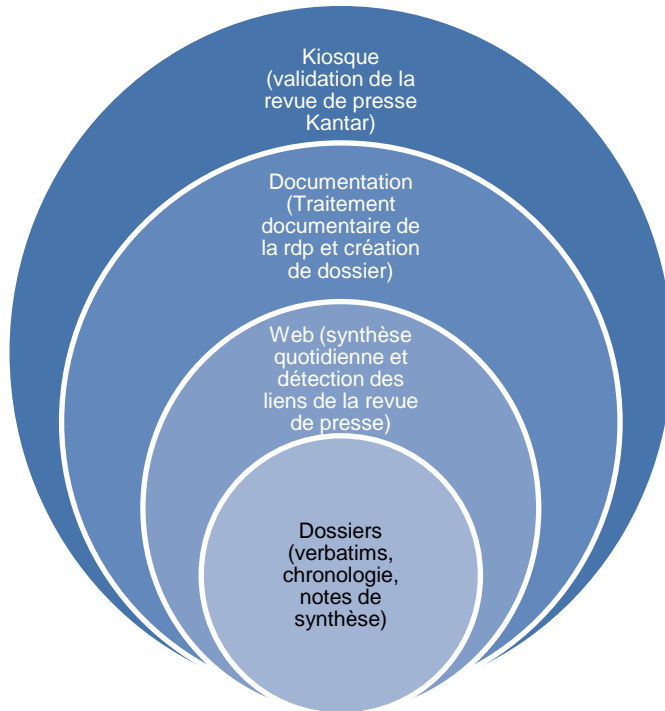 Kiosque
(validation de la
revue de presse
Kantar)
Documentation
(Traitement
documentaire de
la rdp et création
de dossier)
Web (synthèse
quotidienne et
détection des
liens de la revue
de presse)
Dossiers
(verbatims,
chronologie,
notes de
synthèse)